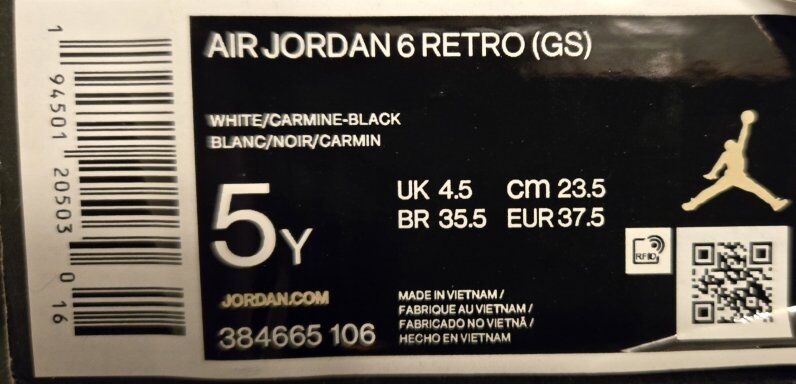 AIR JORDAN 6 RETRO (GS)
WHITE/CARMINE-BLACK
BLANC/NOIR/CARMIN
5Y
UK 4.5 cm 23.5
BR 35.5 EUR 37.5
RFID
JORDAN.COM
384665 106
MADE IN VIETNAM /
FABRIQUE AU VIETNAM /
FABRICADO NO VIETNÃ /
HECHO EN VIETNAM
1 94501 20503 0 16